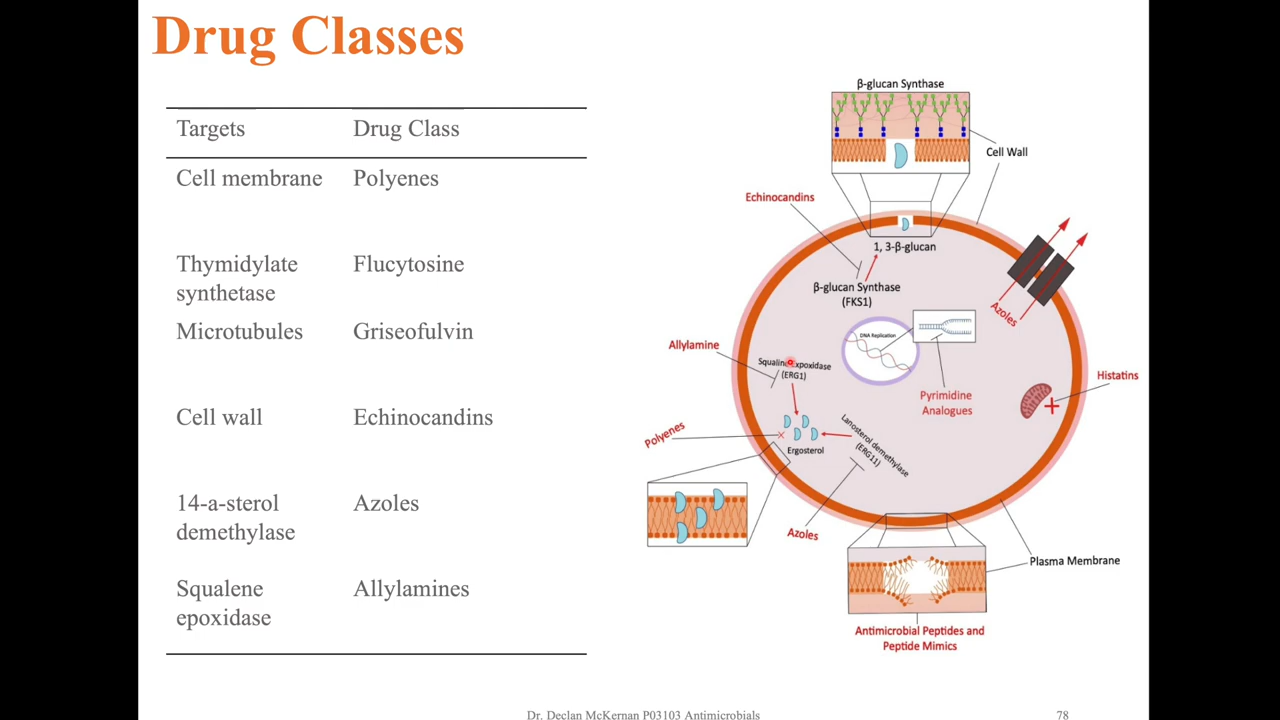 Drug Classes
Targets Drug Class
Cell membrane Polyenes
Thymidylate Flucytosine
synthetase
Microtubules Griseofulvin
Cell wall Echinocandins
14-a-sterol Azoles
demethylase
Squalene Allylamines
epoxidase
β-glucan Synthase
Cell Wall
Echinocandins
1, 3-β-glucan
β-glucan Synthase
(FKS1)
Azoles
DNA Replication
Allylamine
(ERG1)
Histatins
Pyrimidine
Analogues
Polyenes
Lanosterol demethylase
(ERG11)
Ergosterol
Azoles
Plasma Membrane
Antimicrobial Peptides and
Peptide Mimics
Dr. Declan McKernan P03103 Antimicrobials
78